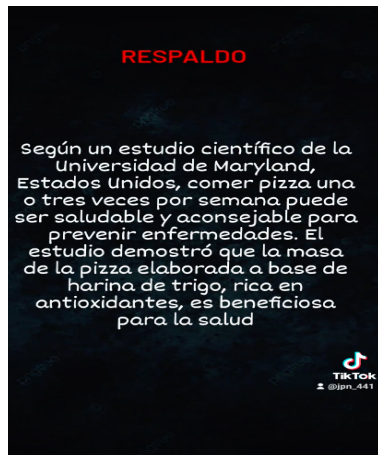 RESPALDO
Según un estudio científico de la
Universidad de Maryland,
Estados Unidos, comer pizza una
o tres veces por semana puede
ser saludable y aconsejable para
prevenir enfermedades. El
estudio demostró que la masa
de la pizza elaborada a base de
harina de trigo, rica en
antioxidantes, es beneficiosa
para la salud
TikTok
@jpn_441